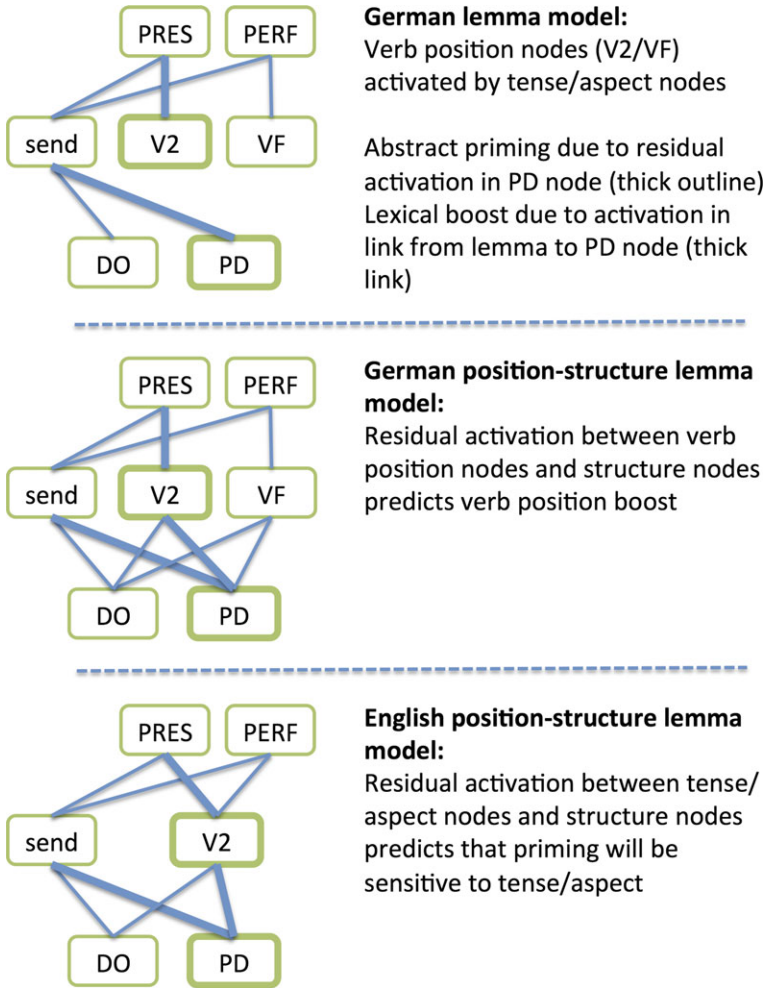 PRES PERF
send V2 VF
DO PD
German lemma model:
Verb position nodes (V2/VF)
activated by tense/aspect nodes
Abstract priming due to residual
activation in PD node (thick outline)
Lexical boost due to activation in
link from lemma to PD node (thick
link)
PRES PERF
send V2 VF
DO PD
German position-structure lemma
model:
Residual activation between verb
position nodes and structure nodes
predicts verb position boost
PRES PERF
send V2
DO PD
English position-structure lemma
model:
Residual activation between tense/
aspect nodes and structure nodes
predicts that priming will be
sensitive to tense/aspect